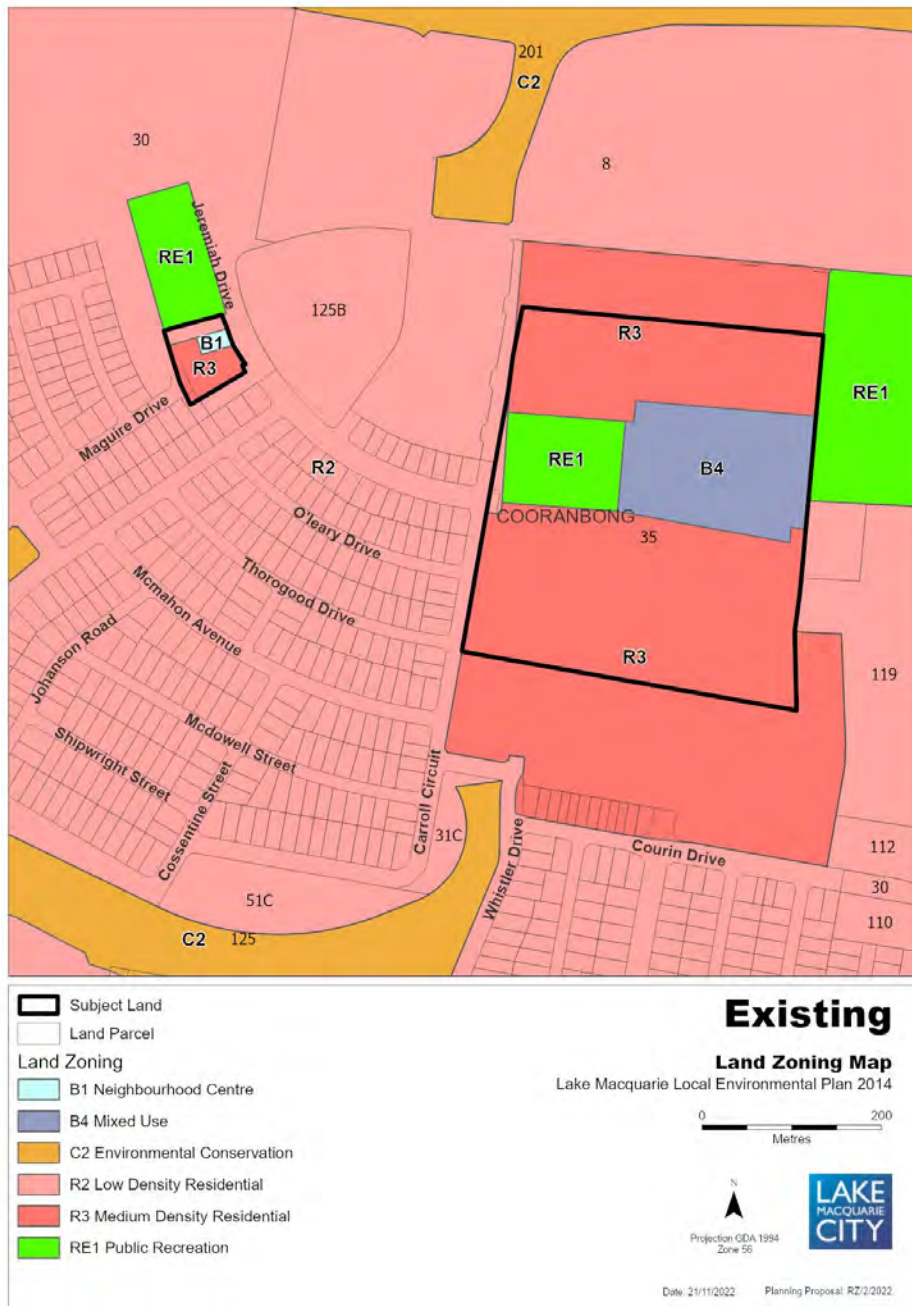 201
C2
30
8
Jeremiah Drive
RE1
125B
B1
R3
R3
RE1
Maguire Drive
R2
RE1
B4
COORANBONG
35
O'leary Drive
Thorogood Drive
Mcmahon Avenue
Johanson Road
R3
119
Mcdowell Street
Shipwright Street
Cossentine Street
Carroll Circuit
31C
Whistler Drive
Courin Drive
112
30
110
51C
C2 125
Subject Land
Land Parcel
Land Zoning
B1 Neighbourhood Centre
B4 Mixed Use
C2 Environmental Conservation
R2 Low Density Residential
R3 Medium Density Residential
RE1 Public Recreation
Existing
Land Zoning Map
Lake Macquarie Local Environmental Plan 2014
0 200
Metres
N
Projection GDA 1994
Zone 56
LAKE
MACQUARIE
CITY
Date: 21/11/2022 Planning Proposal: RZ/2/2022